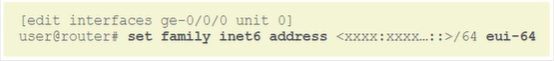 [edit interfaces ge-0/0/0 unit 0]
user@router# set family inet6 address <xxxx:xxxx…::>/64 eui-64